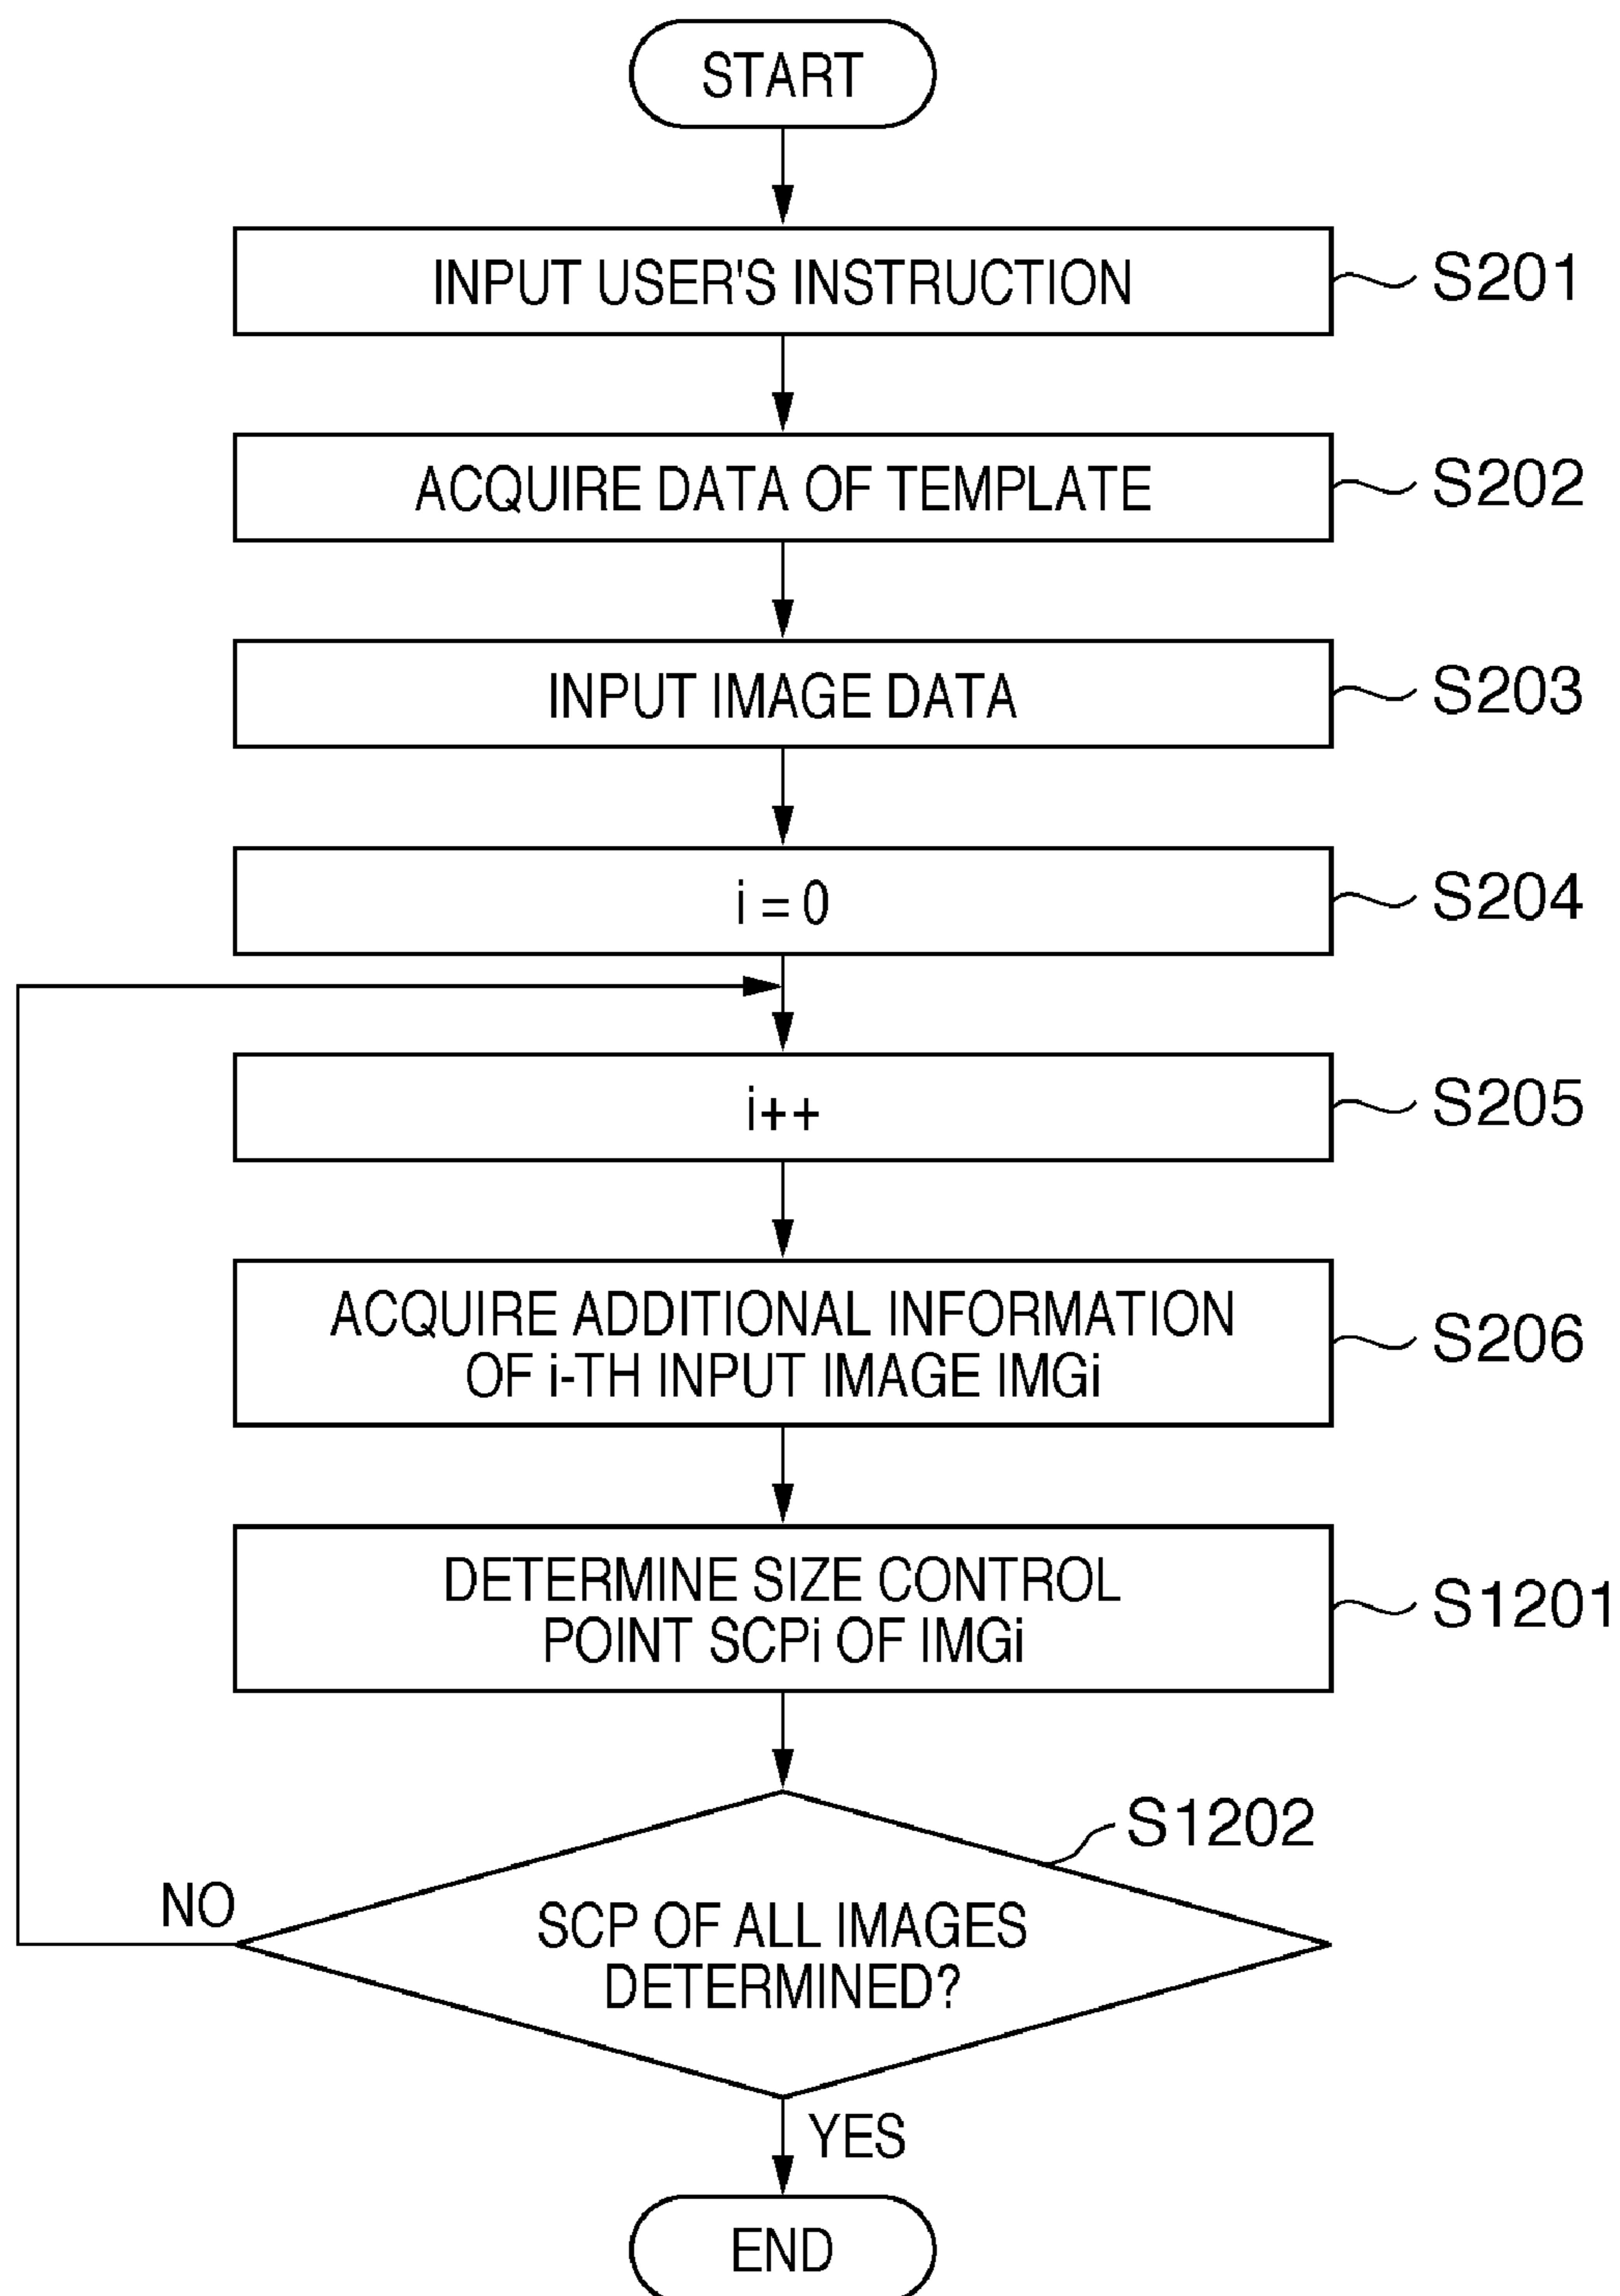 START
INPUT USER'S INSTRUCTION
S201
ACQUIRE DATA OF TEMPLATE
S202
INPUT IMAGE DATA
S203
i = 0
S204
i++
S205
ACQUIRE ADDITIONAL INFORMATION
OF i-TH INPUT IMAGE IMGi
S206
DETERMINE SIZE CONTROL
POINT SCPi OF IMGi
S1201
S1202
NO
SCP OF ALL IMAGES
DETERMINED?
YES
END